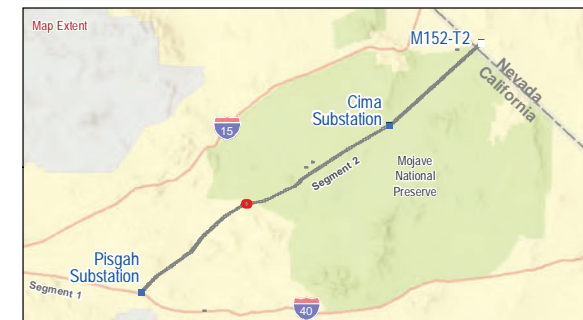 Map Extent
M152-T2
Nevada
California
Cima
Substation
15
Mojave
National
Preserve
Segment 2
Pisgah
Substation
Segment 1
40